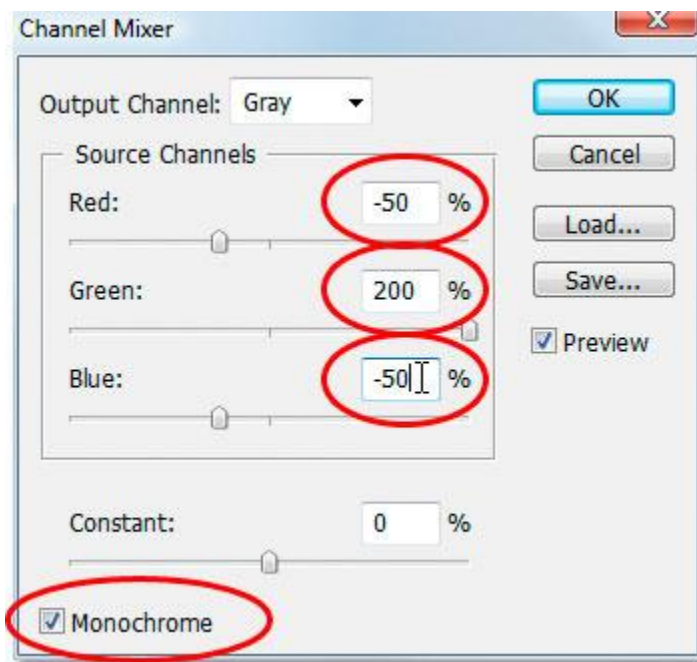 Channel Mixer
X
Output Channel: Gray
OK
Source Channels
Cancel
Red: -50 %
Load...
Green: 200 %
Save...
Preview
Blue: -50 %
Constant: 0 %
Monochrome